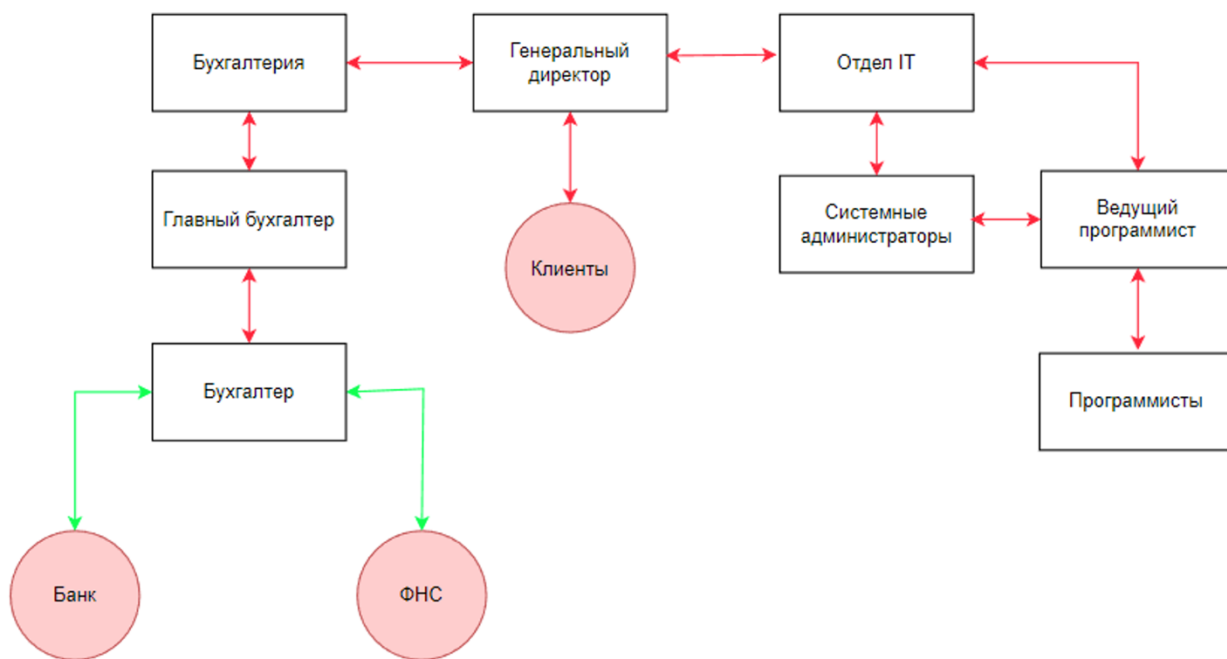 Бухгалтерия
Генеральный
директор
Отдел IT
Главный бухгалтер
Клиенты
Системные
администраторы
Ведущий
программист
Бухгалтер
Программисты
Банк
ФНС